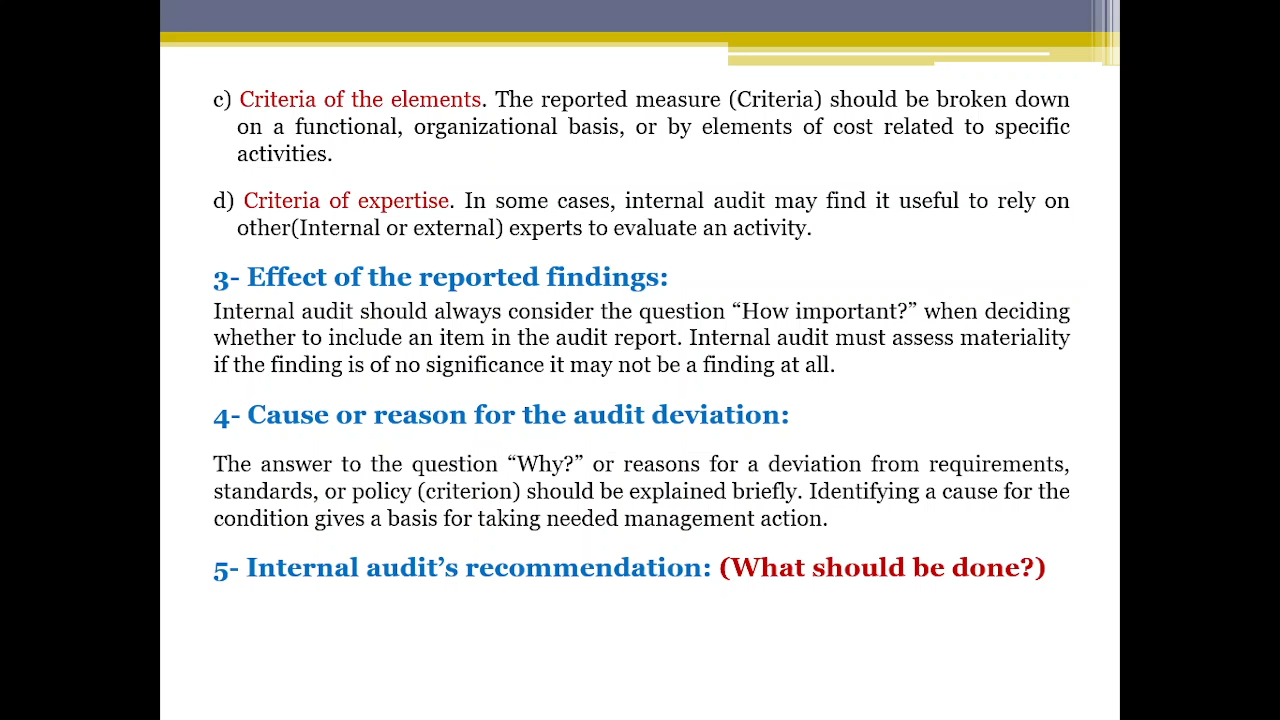 c) Criteria of the elements. The reported measure (Criteria) should be broken down
on a functional, organizational basis, or by elements of cost related to specific
activities.
d) Criteria of expertise. In some cases, internal audit may find it useful to rely on
other(Internal or external) experts to evaluate an activity.
3- Effect of the reported findings:
Internal audit should always consider the question “How important?” when deciding
whether to include an item in the audit report. Internal audit must assess materiality
if the finding is of no significance it may not be a finding at all.
4- Cause or reason for the audit deviation:
The answer to the question “Why?” or reasons for a deviation from requirements,
standards, or policy (criterion) should be explained briefly. Identifying a cause for the
condition gives a basis for taking needed management action.
5- Internal audit’s recommendation: (What should be done?)